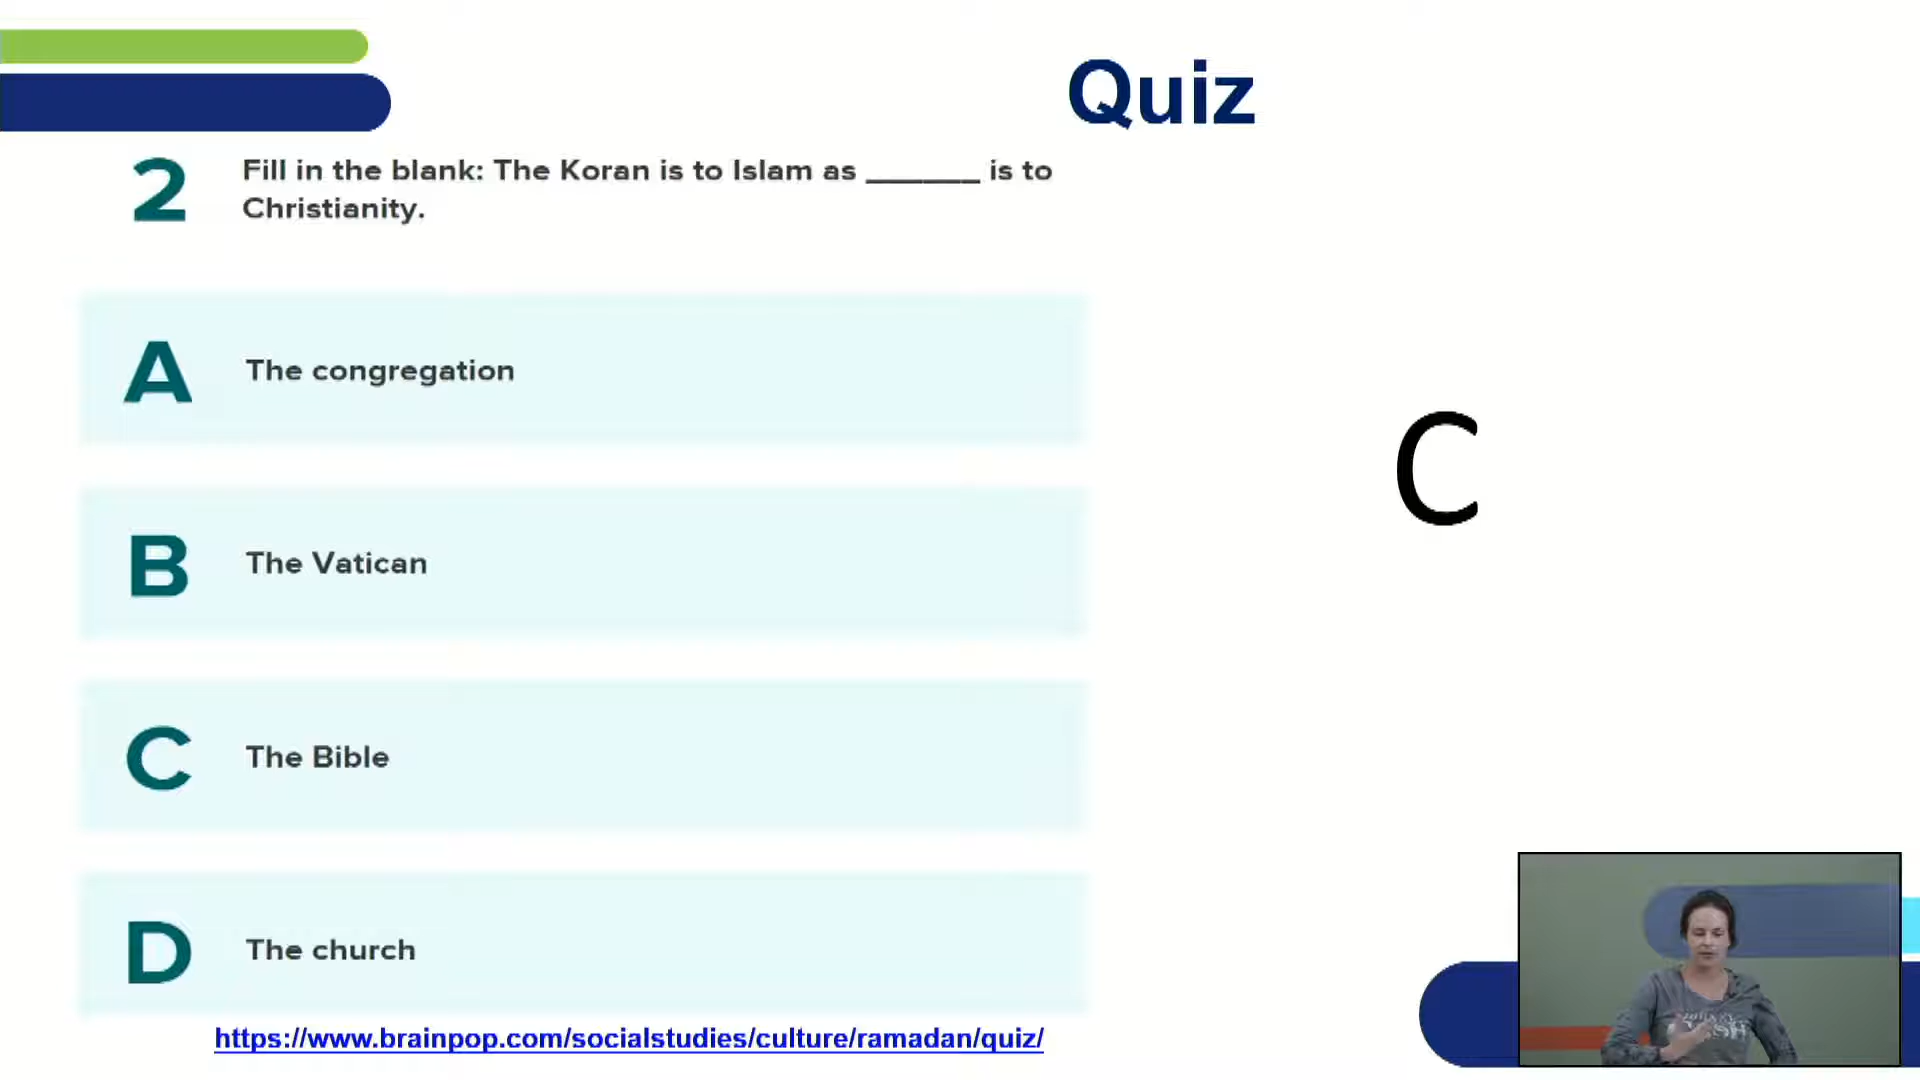 Quiz
2
Fill in the blank: The Koran is to Islam as _______ is to
Christianity.
A
The congregation
B
The Vatican
C
The Bible
D
The church
C
https://www.brainpop.com/socialstudies/culture/ramadan/quiz/